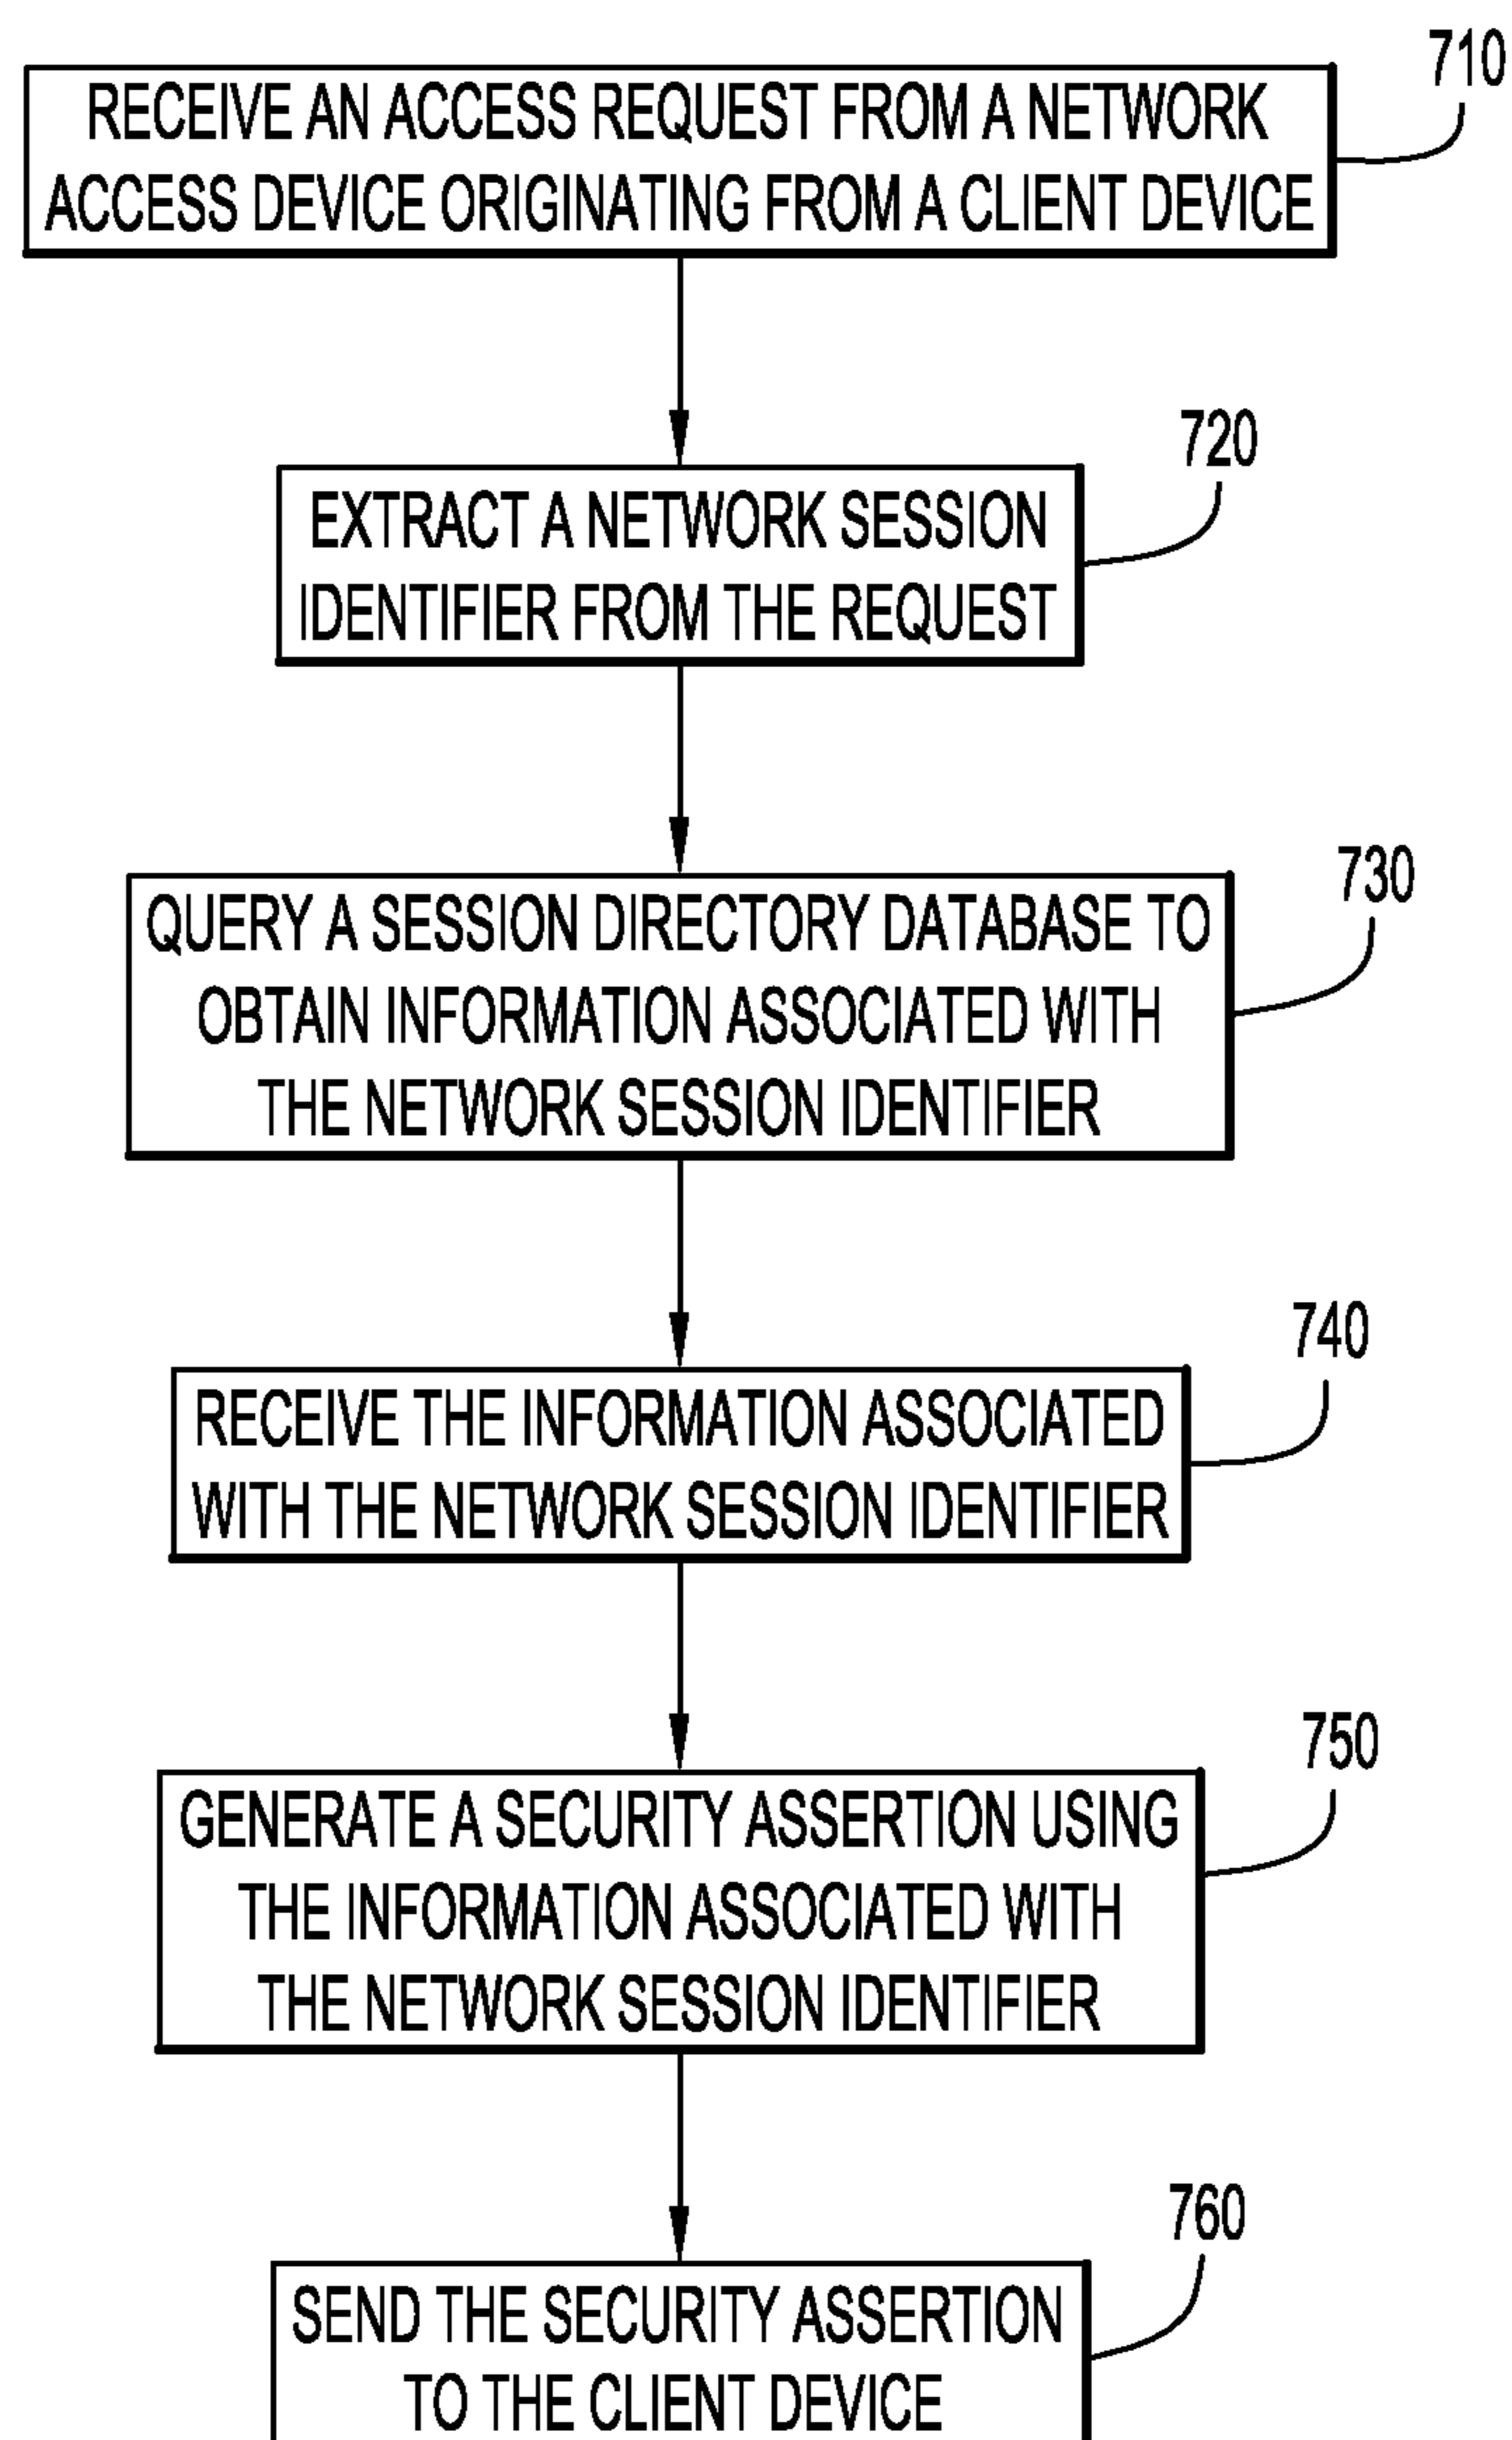 710
RECEIVE AN ACCESS REQUEST FROM A NETWORK
ACCESS DEVICE ORIGINATING FROM A CLIENT DEVICE
720
EXTRACT A NETWORK SESSION
IDENTIFIER FROM THE REQUEST
730
QUERY A SESSION DIRECTORY DATABASE TO
OBTAIN INFORMATION ASSOCIATED WITH
THE NETWORK SESSION IDENTIFIER
740
RECEIVE THE INFORMATION ASSOCIATED
WITH THE NETWORK SESSION IDENTIFIER
750
GENERATE A SECURITY ASSERTION USING
THE INFORMATION ASSOCIATED WITH
THE NETWORK SESSION IDENTIFIER
760
SEND THE SECURITY ASSERTION
TO THE CLIENT DEVICE